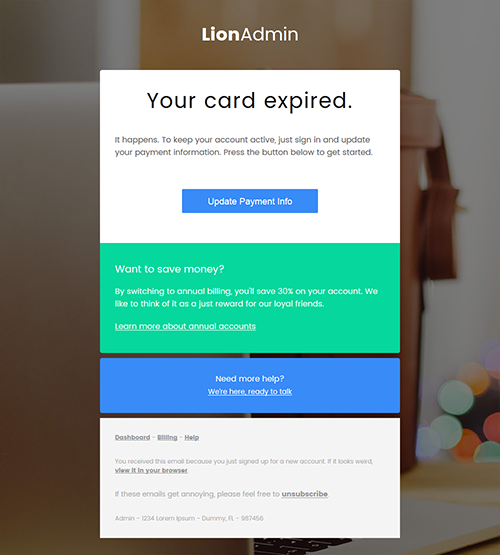 LionAdmin
Your card expired.
It happens. To keep your account active, just sign in and update
your payment information. Press the button below to get started.
Update Payment Info
Want to save money?
By switching to annual billing, you'll save 30% on your account. We
like to think of it as a just reward for our loyal friends.
Learn more about annual accounts
Need more help?
We're here, ready to talk
Dashboard - Billing - Help
You received this email because you just signed up for a new account. If it looks weird,
view it in your browser.
If these emails get annoying, please feel free to unsubscribe.
Admin - 1234 Lorem Ipsum - Dummy, FL - 987456